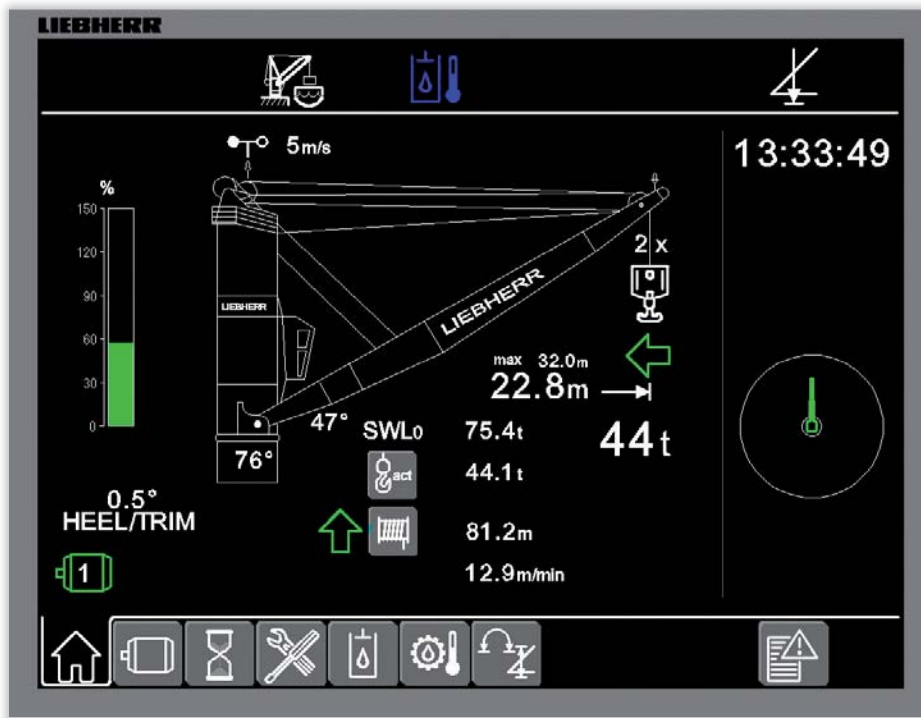 LIEBHERR
5m/s
13:33:49
%
150
120
90
60
30
0
2 x
LIEBHERR
LIEBHERR
max 32.0m
22.8m
47°
76°
SWL0 75.4t
44t
act 44.1t
0.5°
HEEL/TRIM
81.2m
12.9m/min
1